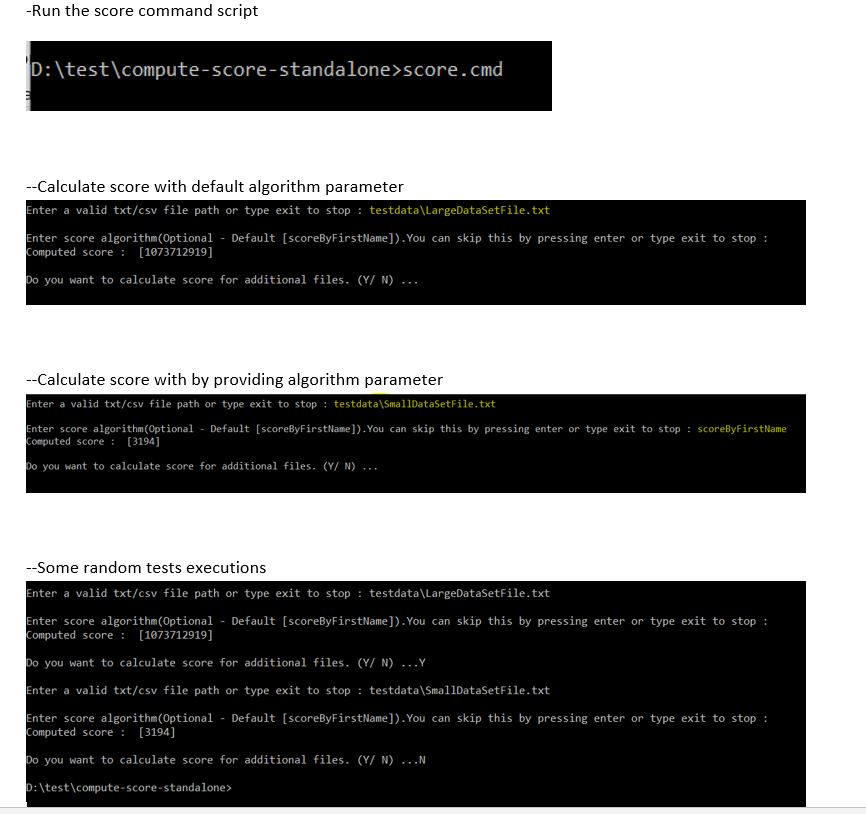 -Run the score command script
D:\test\compute-score-standalone>score.cmd
--Calculate score with default algorithm parameter
Enter a valid txt/csv file path or type exit to stop : testdata\LargeDataSetFile.txt
Enter score algorithm(Optional - Default [scoreByFirstName]).You can skip this by pressing enter or type exit to stop :
Computed score :  [1073712919]
Do you want to calculate score for additional files. (Y/ N) ...
--Calculate score with by providing algorithm parameter
Enter a valid txt/csv file path or type exit to stop : testdata\SmallDataSetFile.txt
Enter score algorithm(Optional - Default [scoreByFirstName]).You can skip this by pressing enter or type exit to stop : scoreByFirstName
Computed score :  [3194]
Do you want to calculate score for additional files. (Y/ N) ...
--Some random tests executions
Enter a valid txt/csv file path or type exit to stop : testdata\LargeDataSetFile.txt
Enter score algorithm(Optional - Default [scoreByFirstName]).You can skip this by pressing enter or type exit to stop :
Computed score :  [1073712919]
Do you want to calculate score for additional files. (Y/ N) ...Y
Enter a valid txt/csv file path or type exit to stop : testdata\SmallDataSetFile.txt
Enter score algorithm(Optional - Default [scoreByFirstName]).You can skip this by pressing enter or type exit to stop :
Computed score :  [3194]
Do you want to calculate score for additional files. (Y/ N) ...N
D:\test\compute-score-standalone>